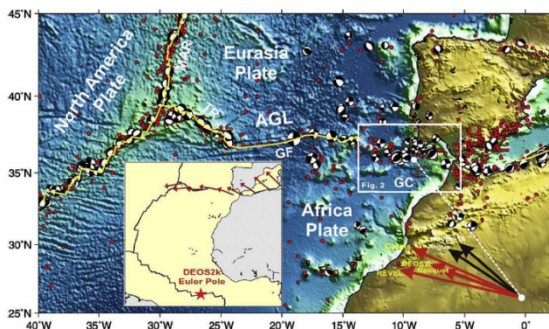 45°N
40°N
35°N
30°N
25°N
North America
Plate
MAR
Eurasia
Plate
TR
AGL
GF
Fig. 2
GC
Africa
Plate
DEOS2k
Euler Pole
DEOS2k
REVEL
-40°W
-35°W
-30°W
-25°W
-20°W
-15°W
-10°W
-5°W
0°